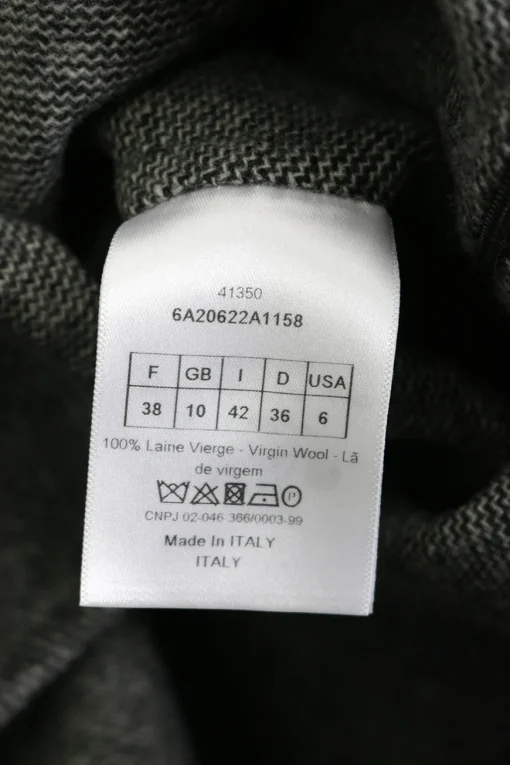 41350
6A20622A1158
F GB I D USA
38 10 42 36 6
100% Laine Vierge - Virgin Wool - Lã
de virgem
P
CNPJ 02-046 366/0003-99
Made In ITALY
ITALY